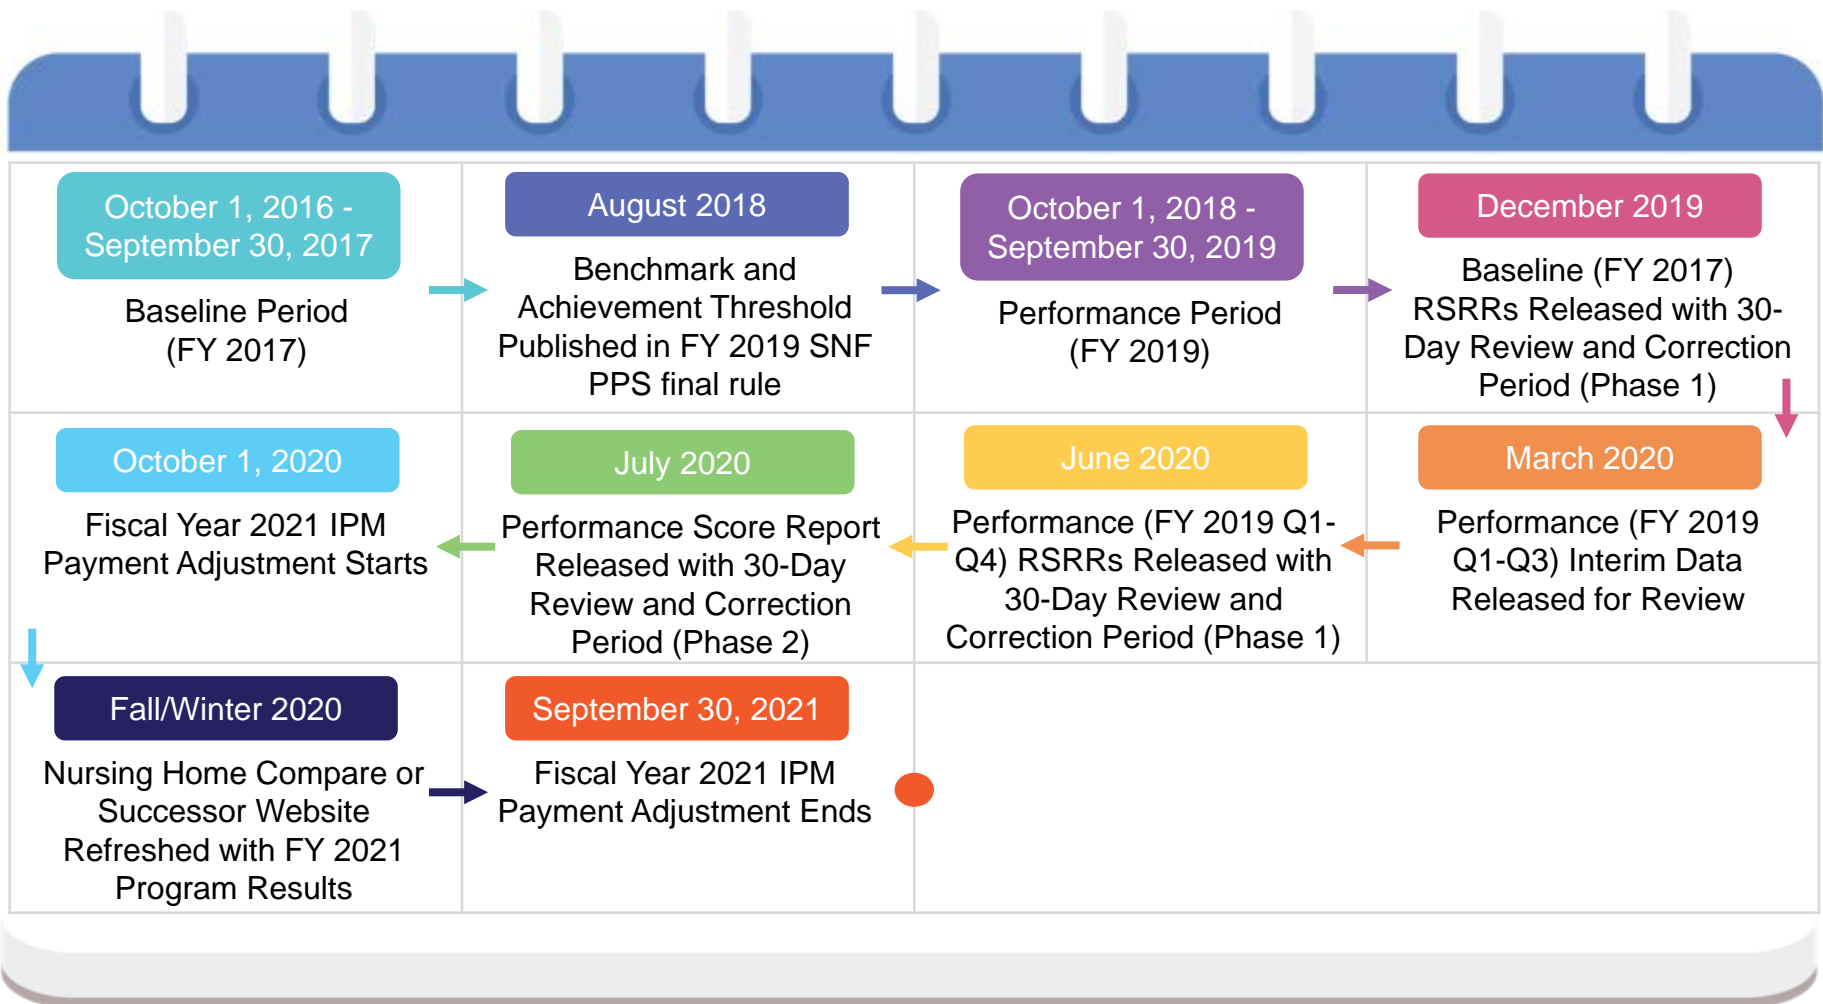 October 1, 2016 -
September 30, 2017
Baseline Period
(FY 2017)
August 2018
Benchmark and
Achievement Threshold
Published in FY 2019 SNF
PPS final rule
October 1, 2018 -
September 30, 2019
Performance Period
(FY 2019)
December 2019
Baseline (FY 2017)
RSRRs Released with 30-
Day Review and Correction
Period (Phase 1)
March 2020
Performance (FY 2019
Q1-Q3) Interim Data
Released for Review
June 2020
Performance (FY 2019 Q1-
Q4) RSRRs Released with
30-Day Review and
Correction Period (Phase 1)
July 2020
Performance Score Report
Released with 30-Day
Review and Correction
Period (Phase 2)
October 1, 2020
Fiscal Year 2021 IPM
Payment Adjustment Starts
Fall/Winter 2020
Nursing Home Compare or
Successor Website
Refreshed with FY 2021
Program Results
September 30, 2021
Fiscal Year 2021 IPM
Payment Adjustment Ends